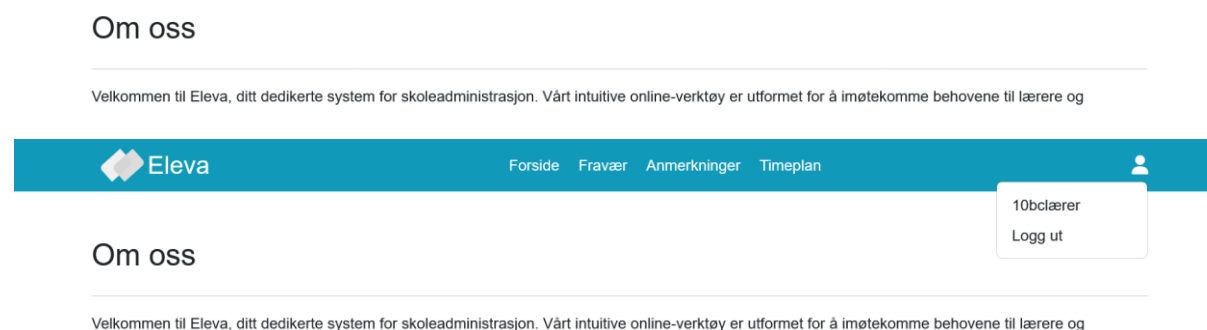 Om oss
Velkommen til Eleva, ditt dedikerte system for skoleadministrasjon. Vårt intuitive online-verktøy er utformet for å imøtekomme behovene til lærere og
Eleva Forside Fravær Anmerkninger Timeplan
10bclærer
Logg ut
Om oss
Velkommen til Eleva, ditt dedikerte system for skoleadministrasjon. Vårt intuitive online-verktøy er utformet for å imøtekomme behovene til lærere og